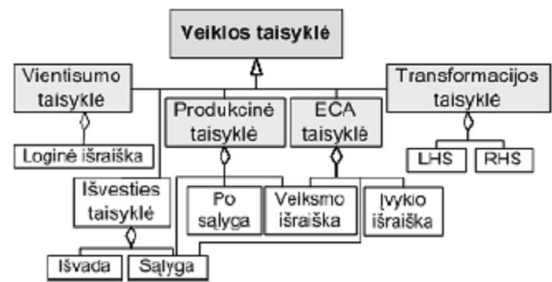 Veiklos taisyklė
Vientisumo
taisyklė
Produkcinė
taisyklė
ECA
taisyklė
Transformacijos
taisyklė
Loginė išraiška
LHS
RHS
Išvesties
taisyklė
Po
sąlyga
Veiksmo
išraiška
Įvykio
išraiška
Išvada
Sąlyga